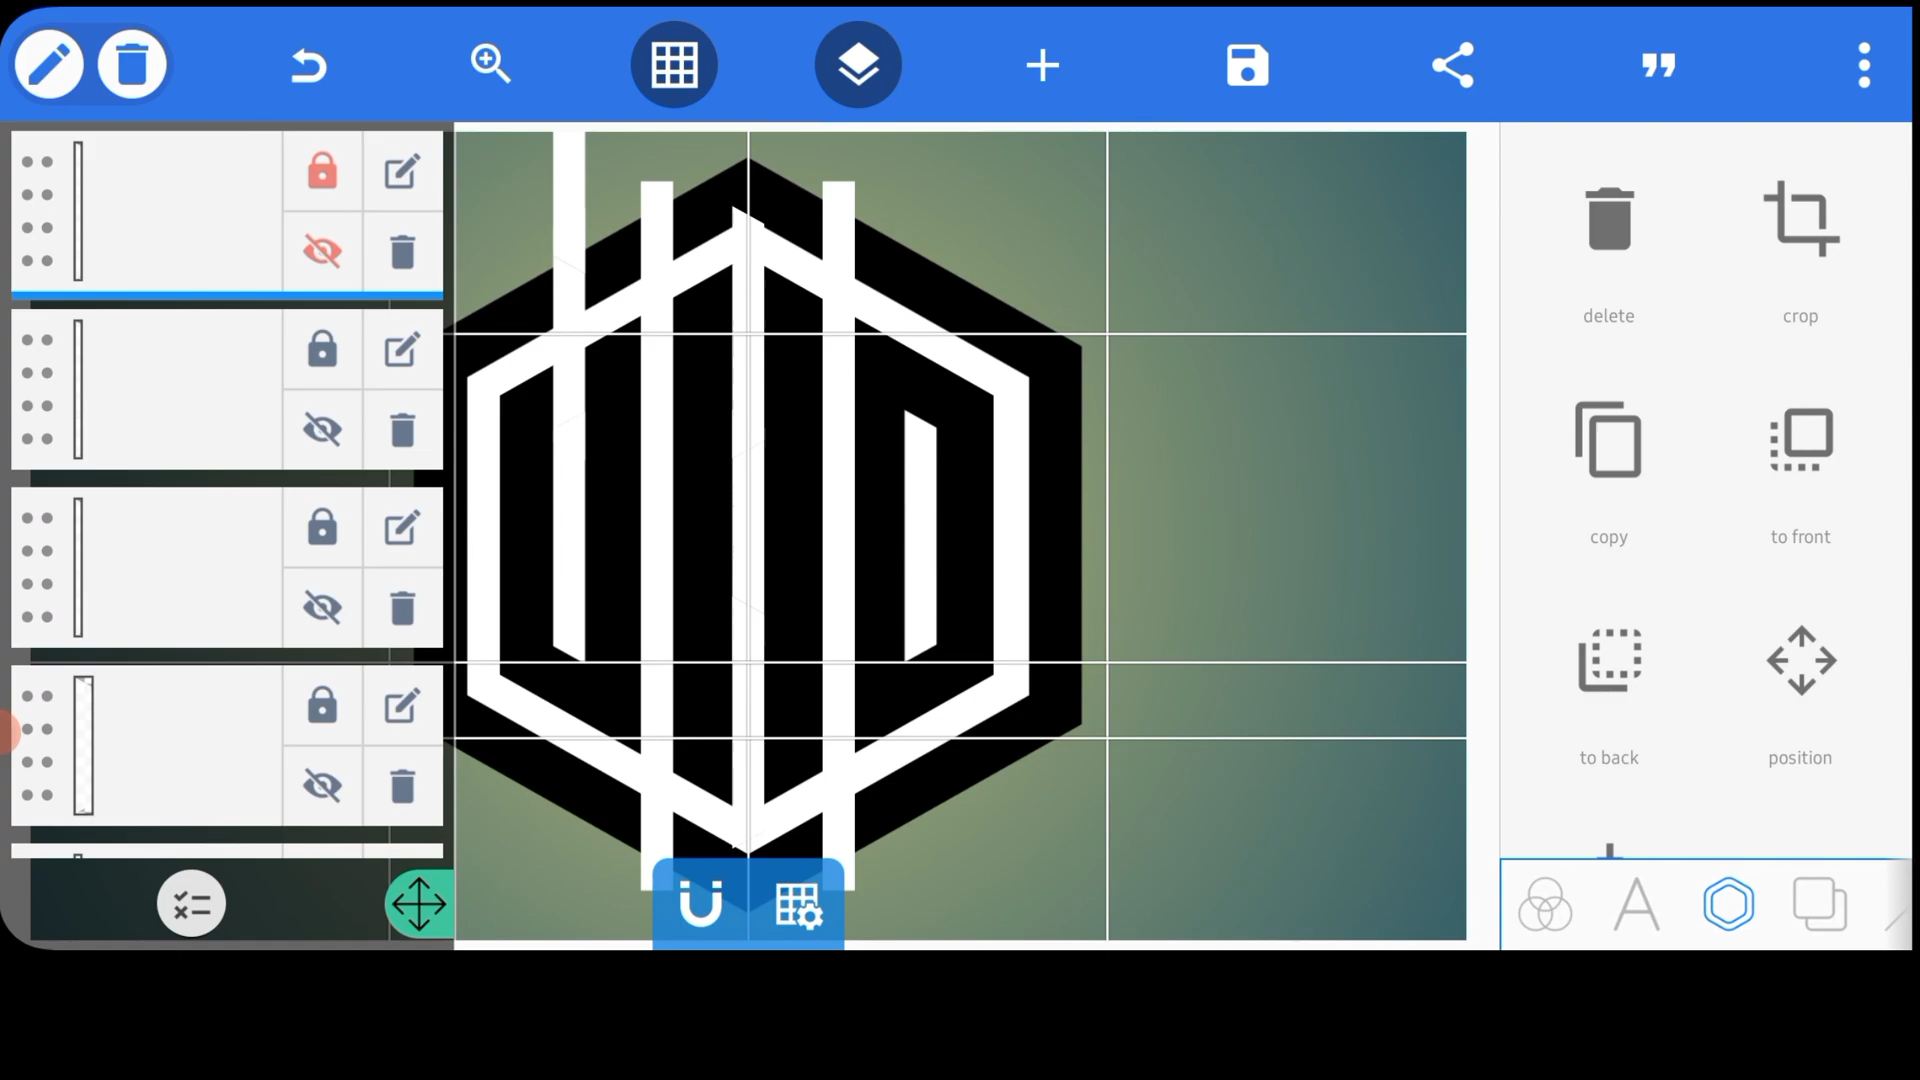 delete
crop
copy
to front
to back
position